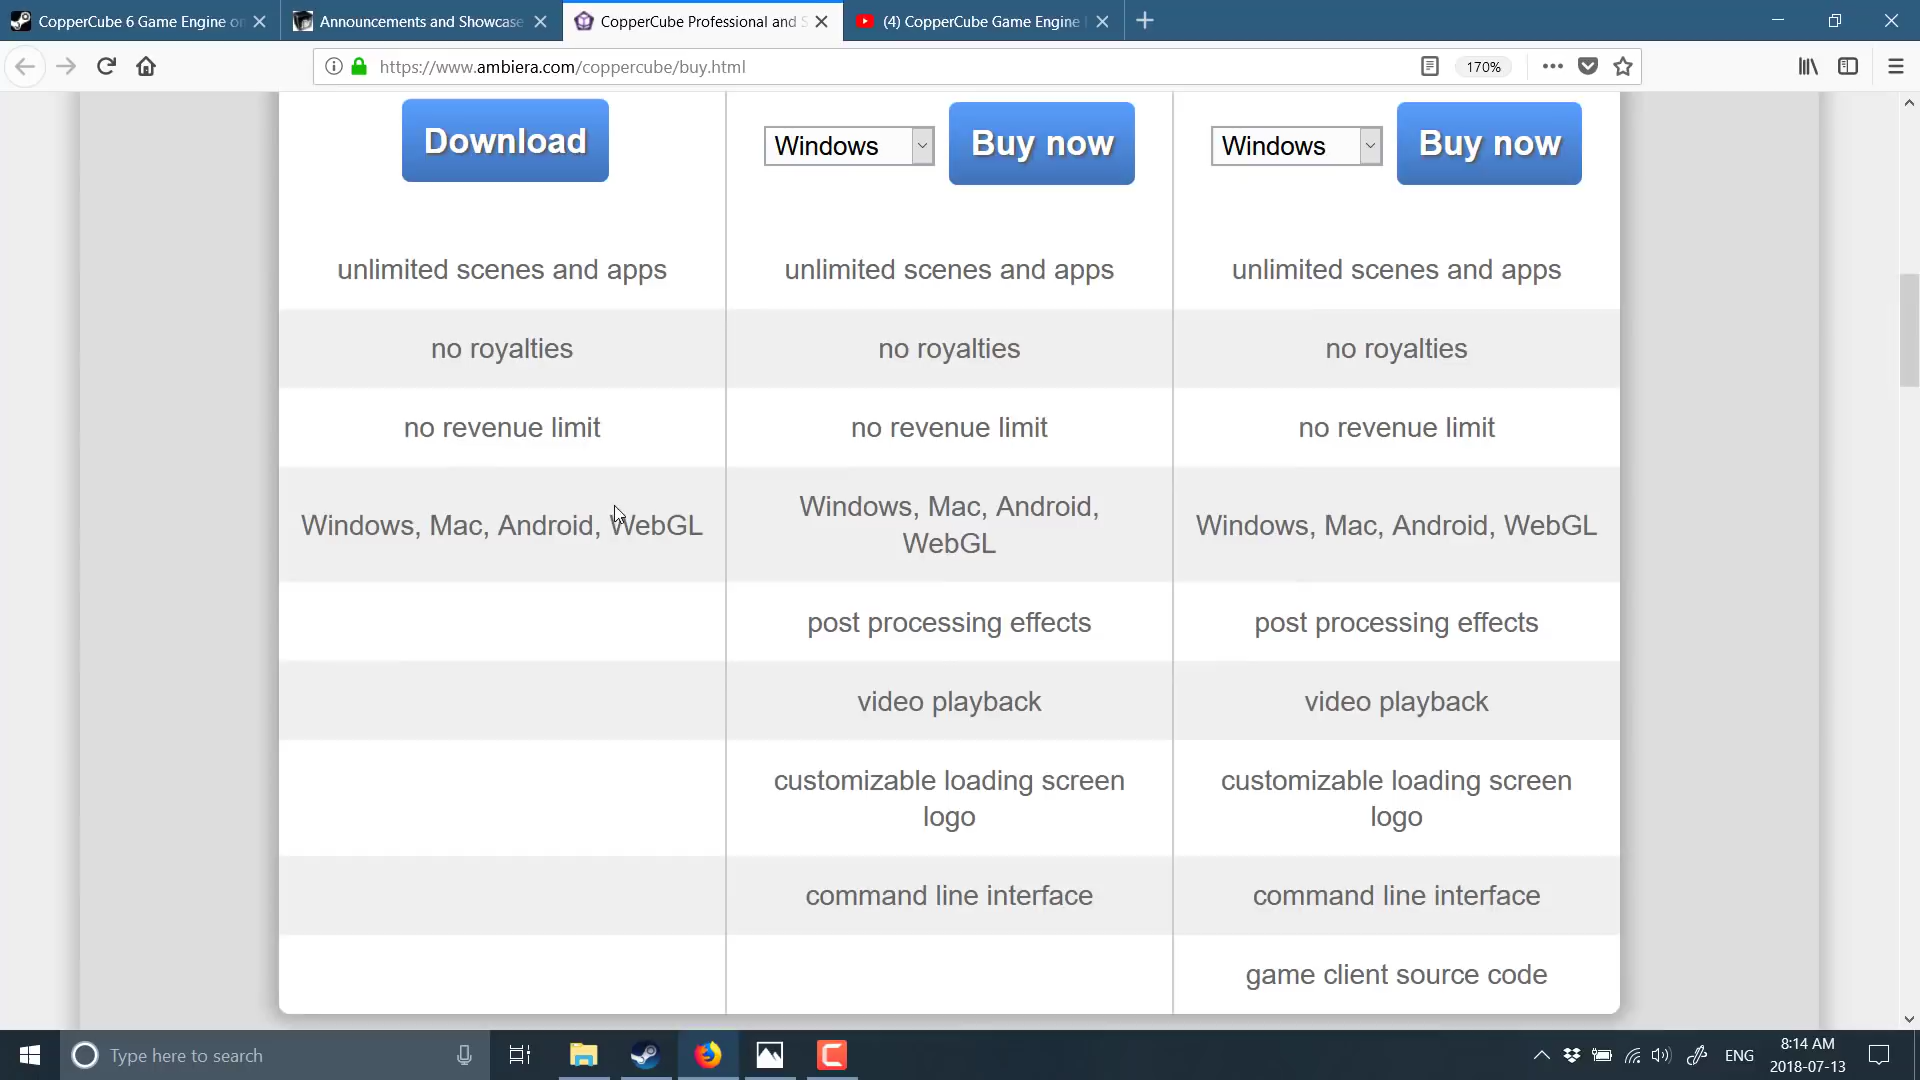 CopperCube 6 Game Engine on
Announcements and Showcase
CopperCube Professional and S
(4) CopperCube Game Engine
https://www.ambiera.com/coppercube/buy.html
170%
Download
Windows
Buy now
Windows
Buy now
unlimited scenes and apps
unlimited scenes and apps
unlimited scenes and apps
no royalties
no royalties
no royalties
no revenue limit
no revenue limit
no revenue limit
Windows, Mac, Android, WebGL
Windows, Mac, Android,
WebGL
Windows, Mac, Android, WebGL
post processing effects
post processing effects
video playback
video playback
customizable loading screen
logo
customizable loading screen
logo
command line interface
command line interface
game client source code
Type here to search
ENG
8:14 AM
2018-07-13